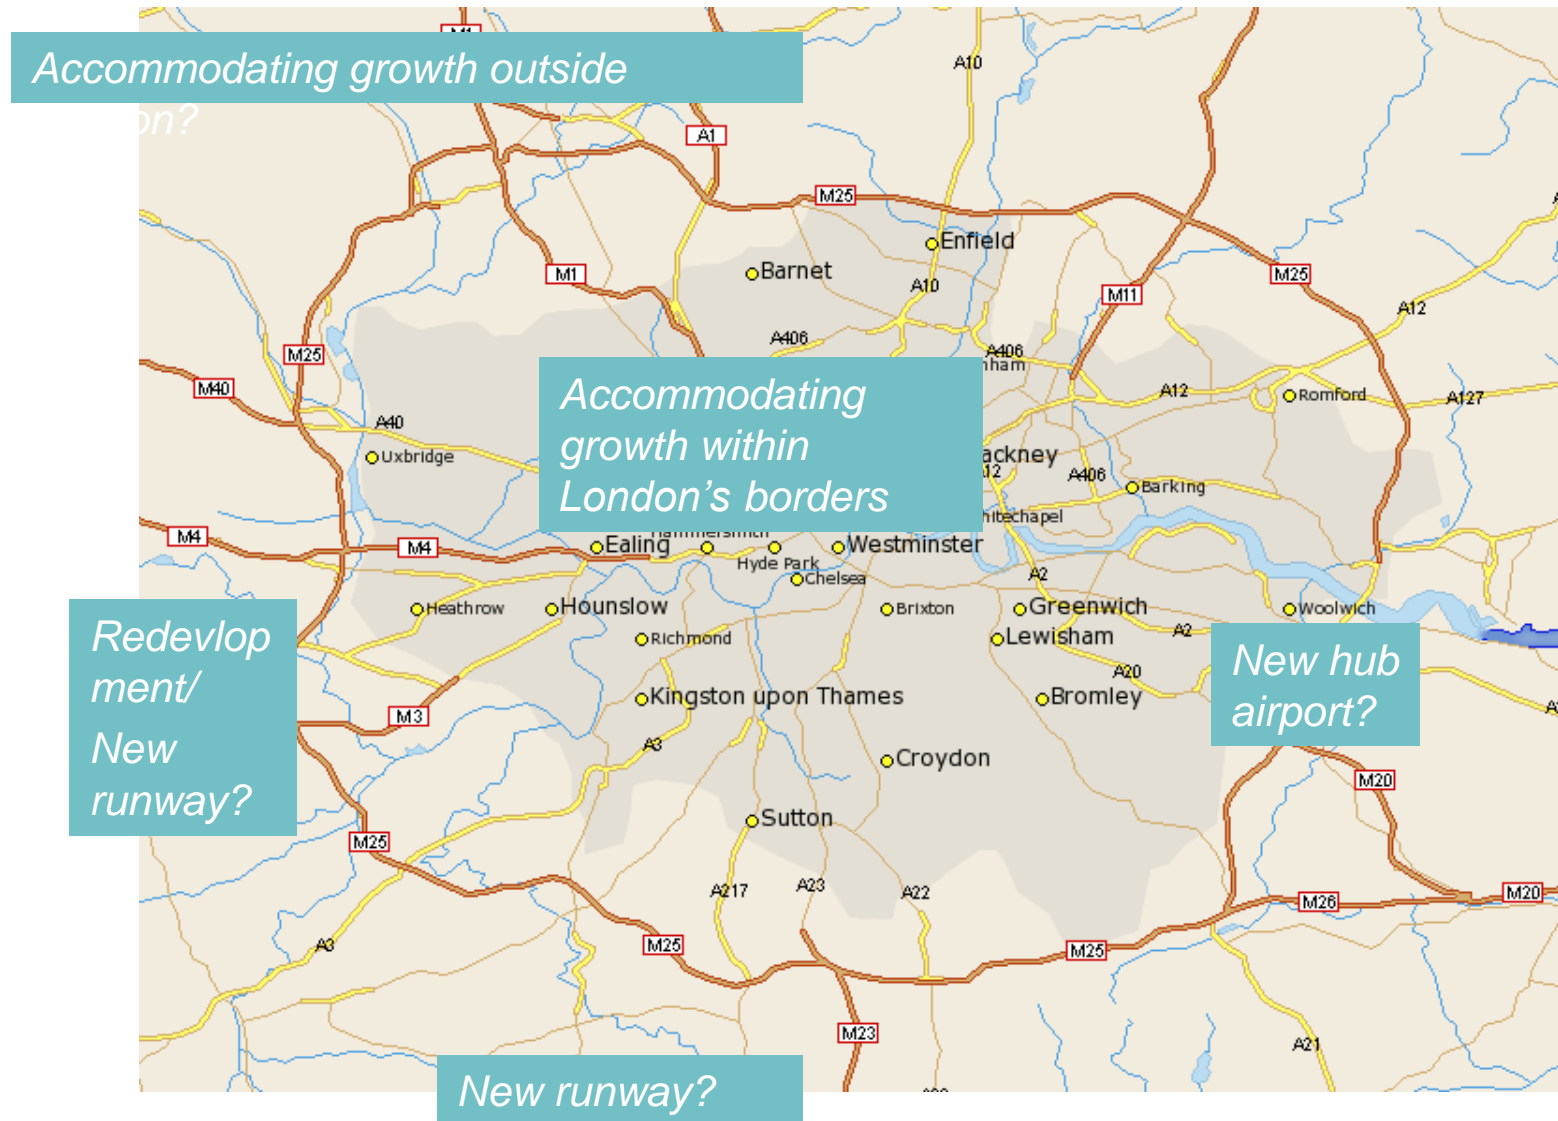 Accommodating growth outside
on?
M1
A10
A1
M25
Enfield
Barnet
M1
A10
M11
M25
A12
A406
A406
nham
M25
M40
A12
Romford
A127
Accommodating
growth within
London’s borders
A40
Uxbridge
ackney
A12
A406
Barking
hitechapel
M4
M4
Ealing
Hammersmith
Hyde Park
Westminster
Chelsea
A2
Heathrow
Hounslow
Brixton
Greenwich
Woolwich
Richmond
Lewisham
A2
Redevlop
ment/
New
runway?
New hub
airport?
A20
Kingston upon Thames
Bromley
M3
A3
Croydon
M20
Sutton
M25
A217
A23
A22
M26
M20
A3
M25
M25
M23
A21
New runway?